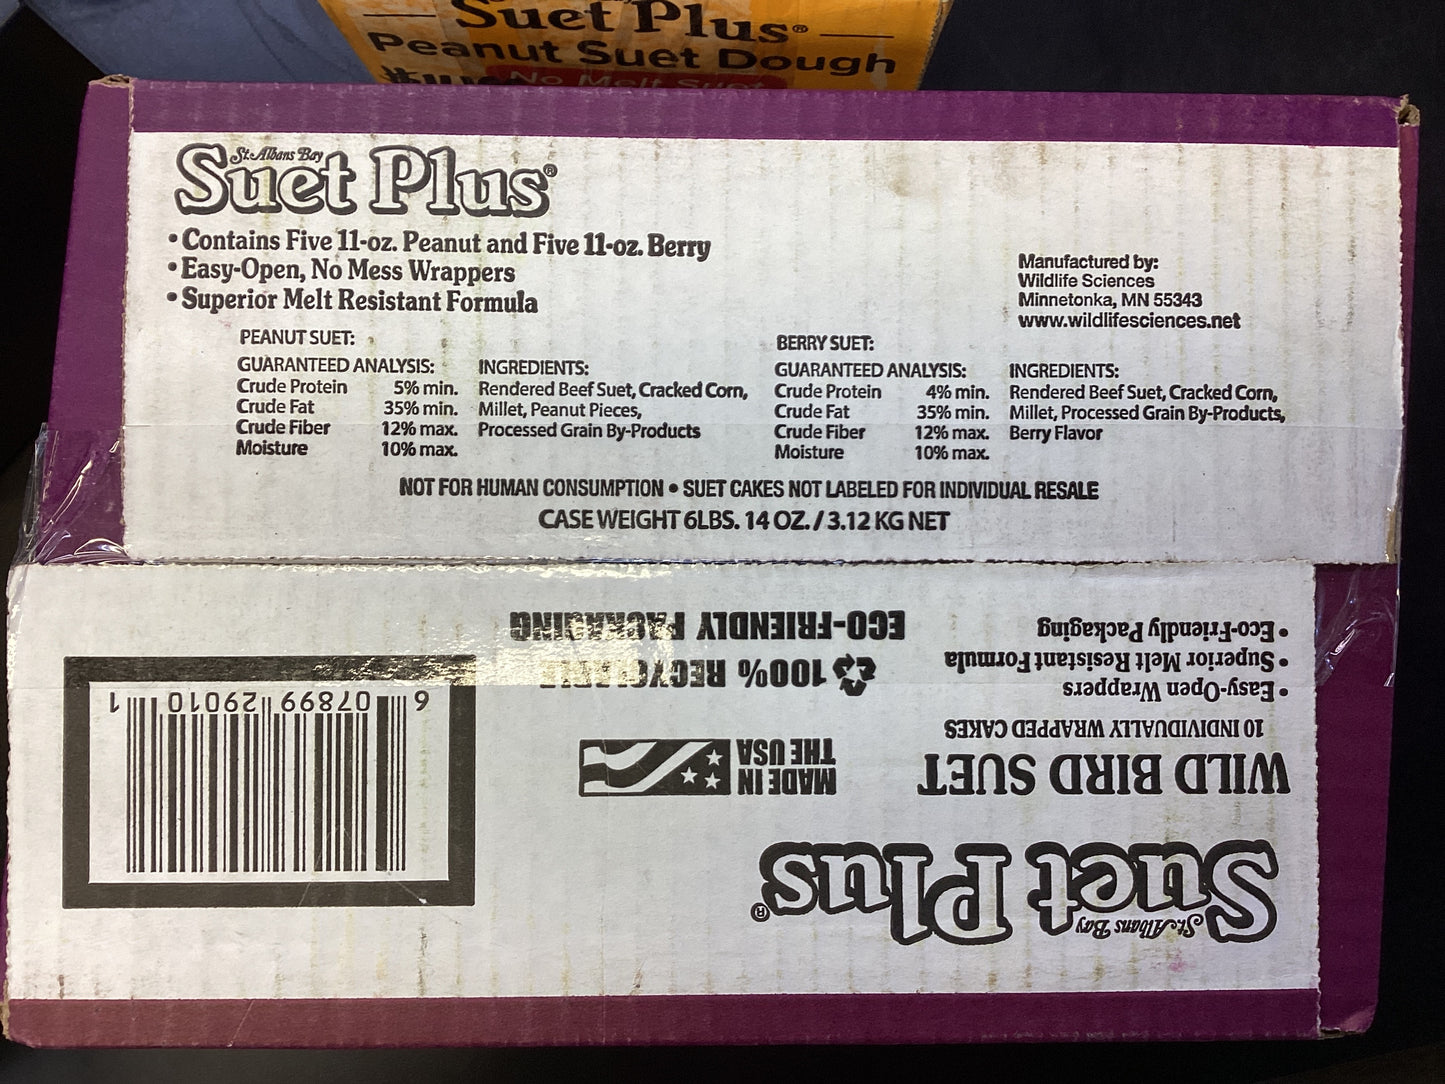 Suet Plus®
Peanut Suet Dough
No Melt Suet
St. Albans Bay
Suet Plus®
• Contains Five 11-oz. Peanut and Five 11-oz. Berry
• Easy-Open, No Mess Wrappers
• Superior Melt Resistant Formula
Manufactured by:
Wildlife Sciences
Minnetonka, MN 55343
www.wildlifesciences.net
PEANUT SUET:
GUARANTEED ANALYSIS:
Crude Protein 5% min.
Crude Fat 35% min.
Crude Fiber 12% max.
Moisture 10% max.
INGREDIENTS:
Rendered Beef Suet, Cracked Corn,
Millet, Peanut Pieces,
Processed Grain By-Products
BERRY SUET:
GUARANTEED ANALYSIS:
Crude Protein 4% min.
Crude Fat 35% min.
Crude Fiber 12% max.
Moisture 10% max.
INGREDIENTS:
Rendered Beef Suet, Cracked Corn,
Millet, Processed Grain By-Products,
Berry Flavor
NOT FOR HUMAN CONSUMPTION • SUET CAKES NOT LABELED FOR INDIVIDUAL RESALE
CASE WEIGHT 6LBS. 14 OZ. / 3.12 KG NET
St. Albans Bay
Suet Plus®
WILD BIRD SUET
10 INDIVIDUALLY WRAPPED CAKES
• Easy-Open Wrappers
• Superior Melt Resistant Formula
• Eco-Friendly Packaging
MADE IN
THE USA
100% RECYCLABLE
ECO-FRIENDLY PACKAGING
6 07899 29010 1